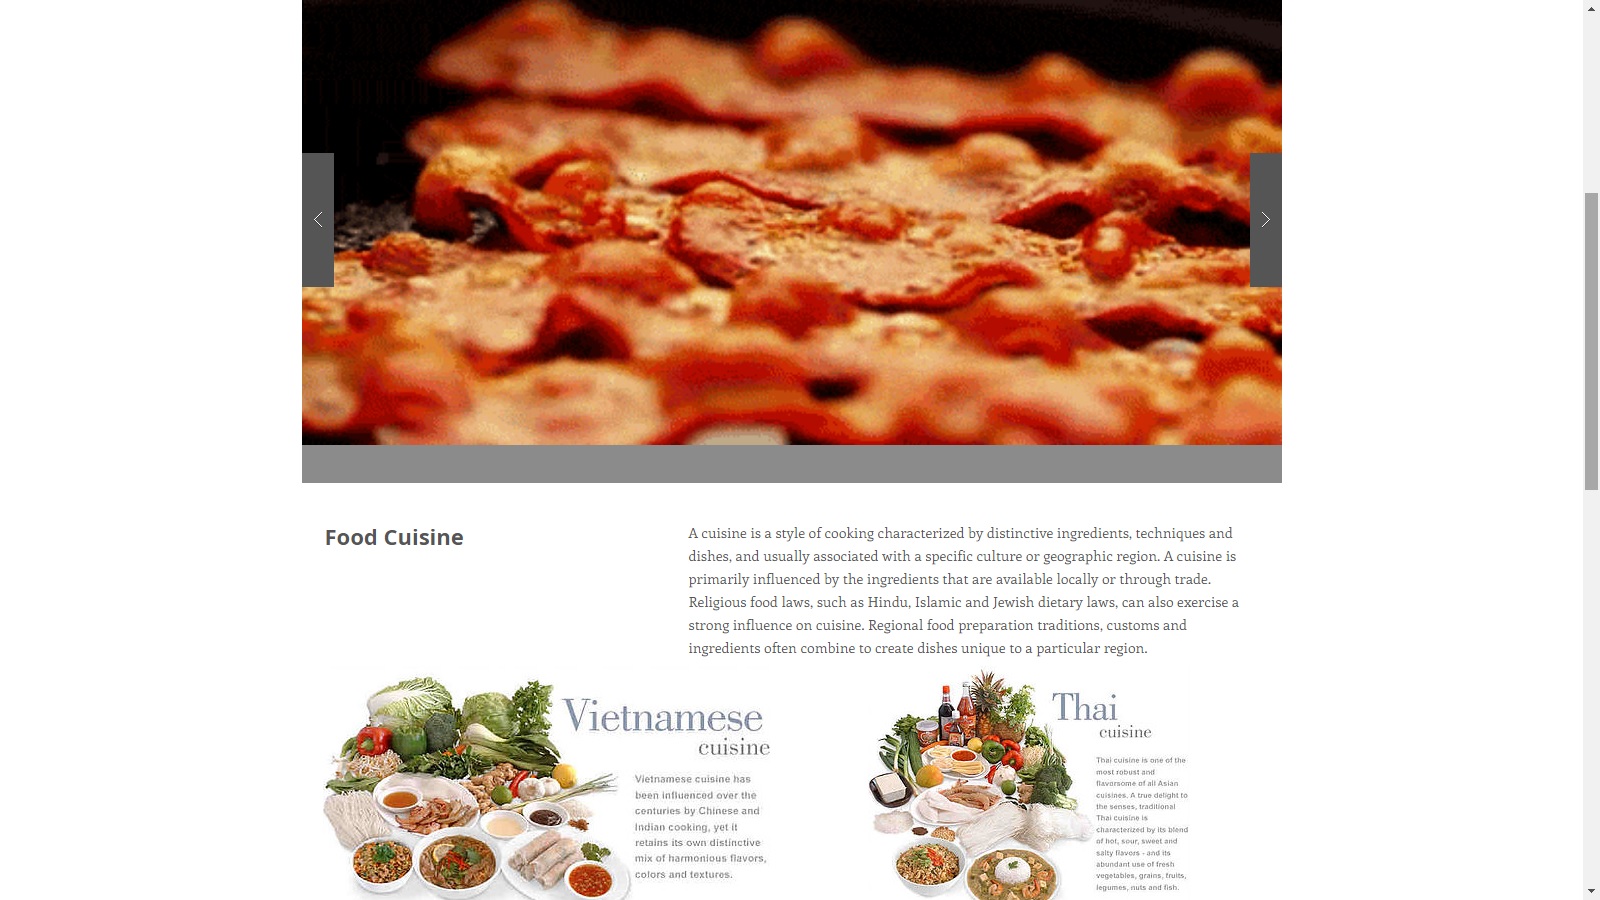 Food Cuisine
A cuisine is a style of cooking characterized by distinctive ingredients, techniques and
dishes, and usually associated with a specific culture or geographic region. A cuisine is
primarily influenced by the ingredients that are available locally or through trade.
Religious food laws, such as Hindu, Islamic and Jewish dietary laws, can also exercise a
strong influence on cuisine. Regional food preparation traditions, customs and
ingredients often combine to create dishes unique to a particular region.
Vietnamese
cuisine
Vietnamese cuisine has
been influenced over the
centuries by Chinese and
Indian cooking, yet it
retains its own distinctive
mix of harmonious flavors,
colors and textures.
Thai
cuisine
Thai cuisine is one of the
most robust and
flavorsome of all Asian
cuisines. A true delight to
the senses, traditional
Thai cuisine is
characterized by its blend
of hot, sour, sweet and
salty flavors - and its
abundant use of fresh
vegetables, grains, fruits,
legumes, nuts and fish.